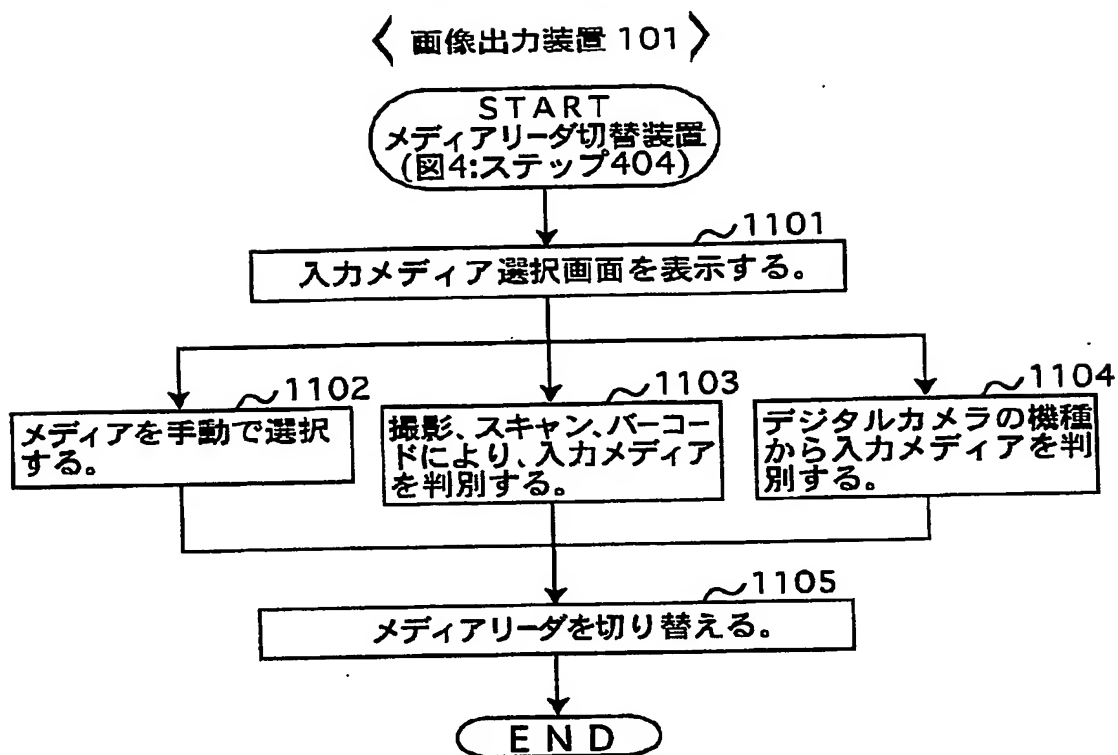 〈 画像出力装置 101 〉
START
メディアリーダ切替装置
(図4:ステップ404)
1101
入力メディア選択画面を表示する。
1102
メディアを手動で選択
する。
1103
撮影、スキャン、バーコー
ドにより、入力メディア
を判別する。
1104
デジタルカメラの機種
から入力メディアを判
別する。
1105
メディアリーダを切り替える。
END